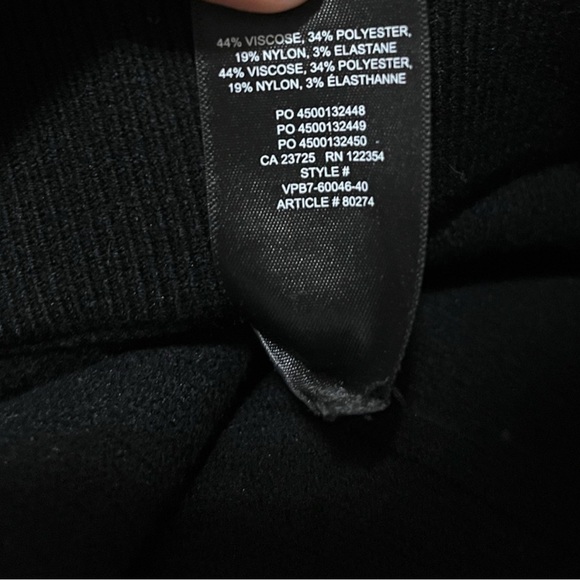 44% VISCOSE, 34% POLYESTER,
19% NYLON, 3% ELASTANE
44% VISCOSE, 34% POLYESTER,
19% NYLON, 3% ÉLASTHANNE
PO 4500132448
PO 4500132449
PO 4500132450
CA 23725 RN 122354
STYLE #
VPB7-60046-40
ARTICLE # 80274